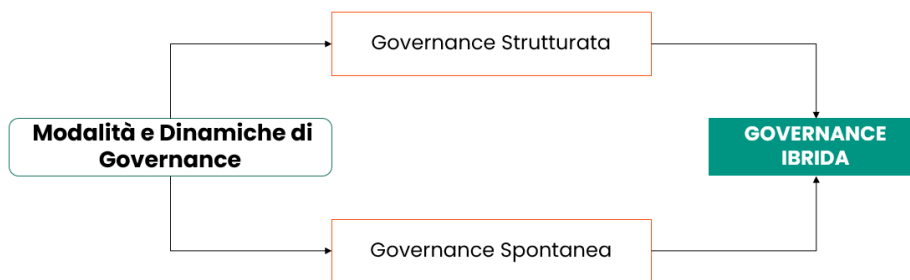 Governance Strutturata
Modalità e Dinamiche di
Governance
GOVERNANCE
IBRIDA
Governance Spontanea